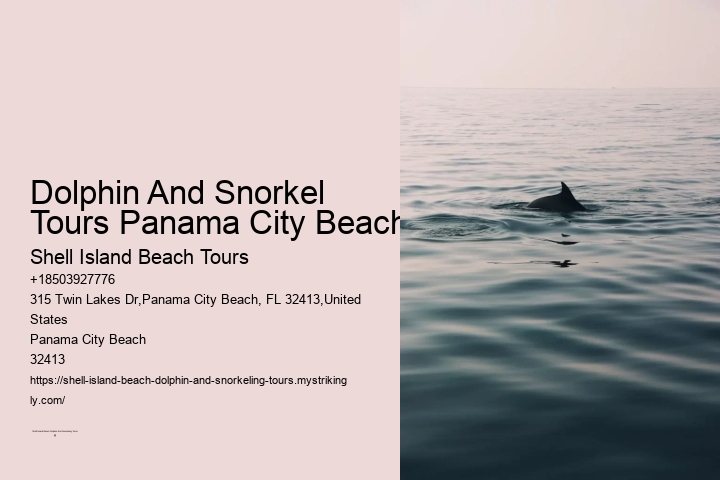 Dolphin And Snorkel
Tours Panama City Beach
Shell Island Beach Tours
+18503927776
315 Twin Lakes Dr,Panama City Beach, FL 32413,United
States
Panama City Beach
32413
https://shell-island-beach-dolphin-and-snorkeling-tours.mystriking
ly.com/